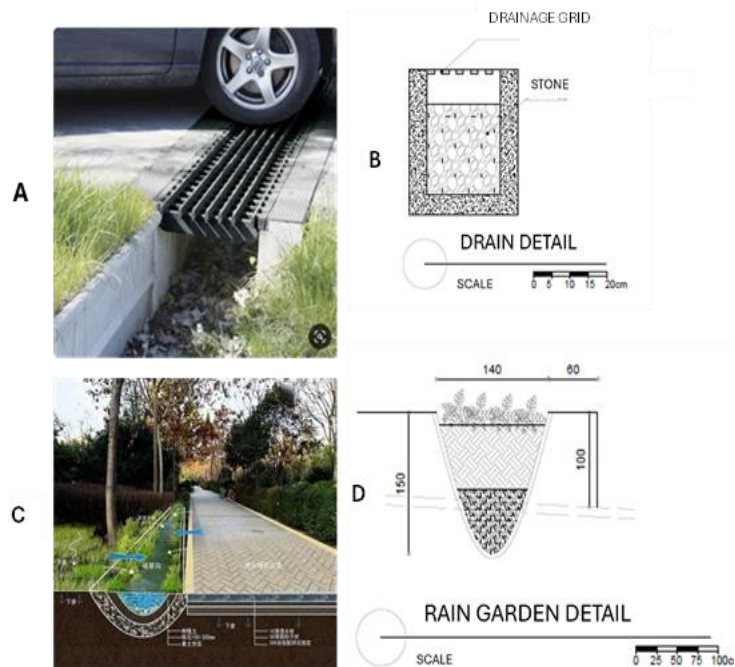 A
DRAINAGE GRID
STONE
B
DRAIN DETAIL
SCALE
0 5 10 15 20cm
C
140 60
150
100
D
RAIN GARDEN DETAIL
SCALE
0 25 50 75 100c